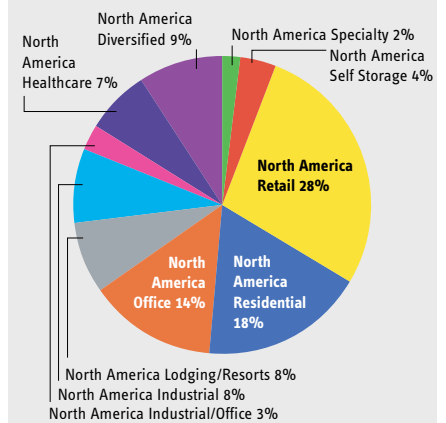 North America
Diversified 9%
North America Specialty 2%
North America
Self Storage 4%
North
America
Healthcare 7%
North America
Retail 28%
North
America
Office 14%
North
America
Residential
18%
North America Lodging/Resorts 8%
North America Industrial 8%
North America Industrial/Office 3%